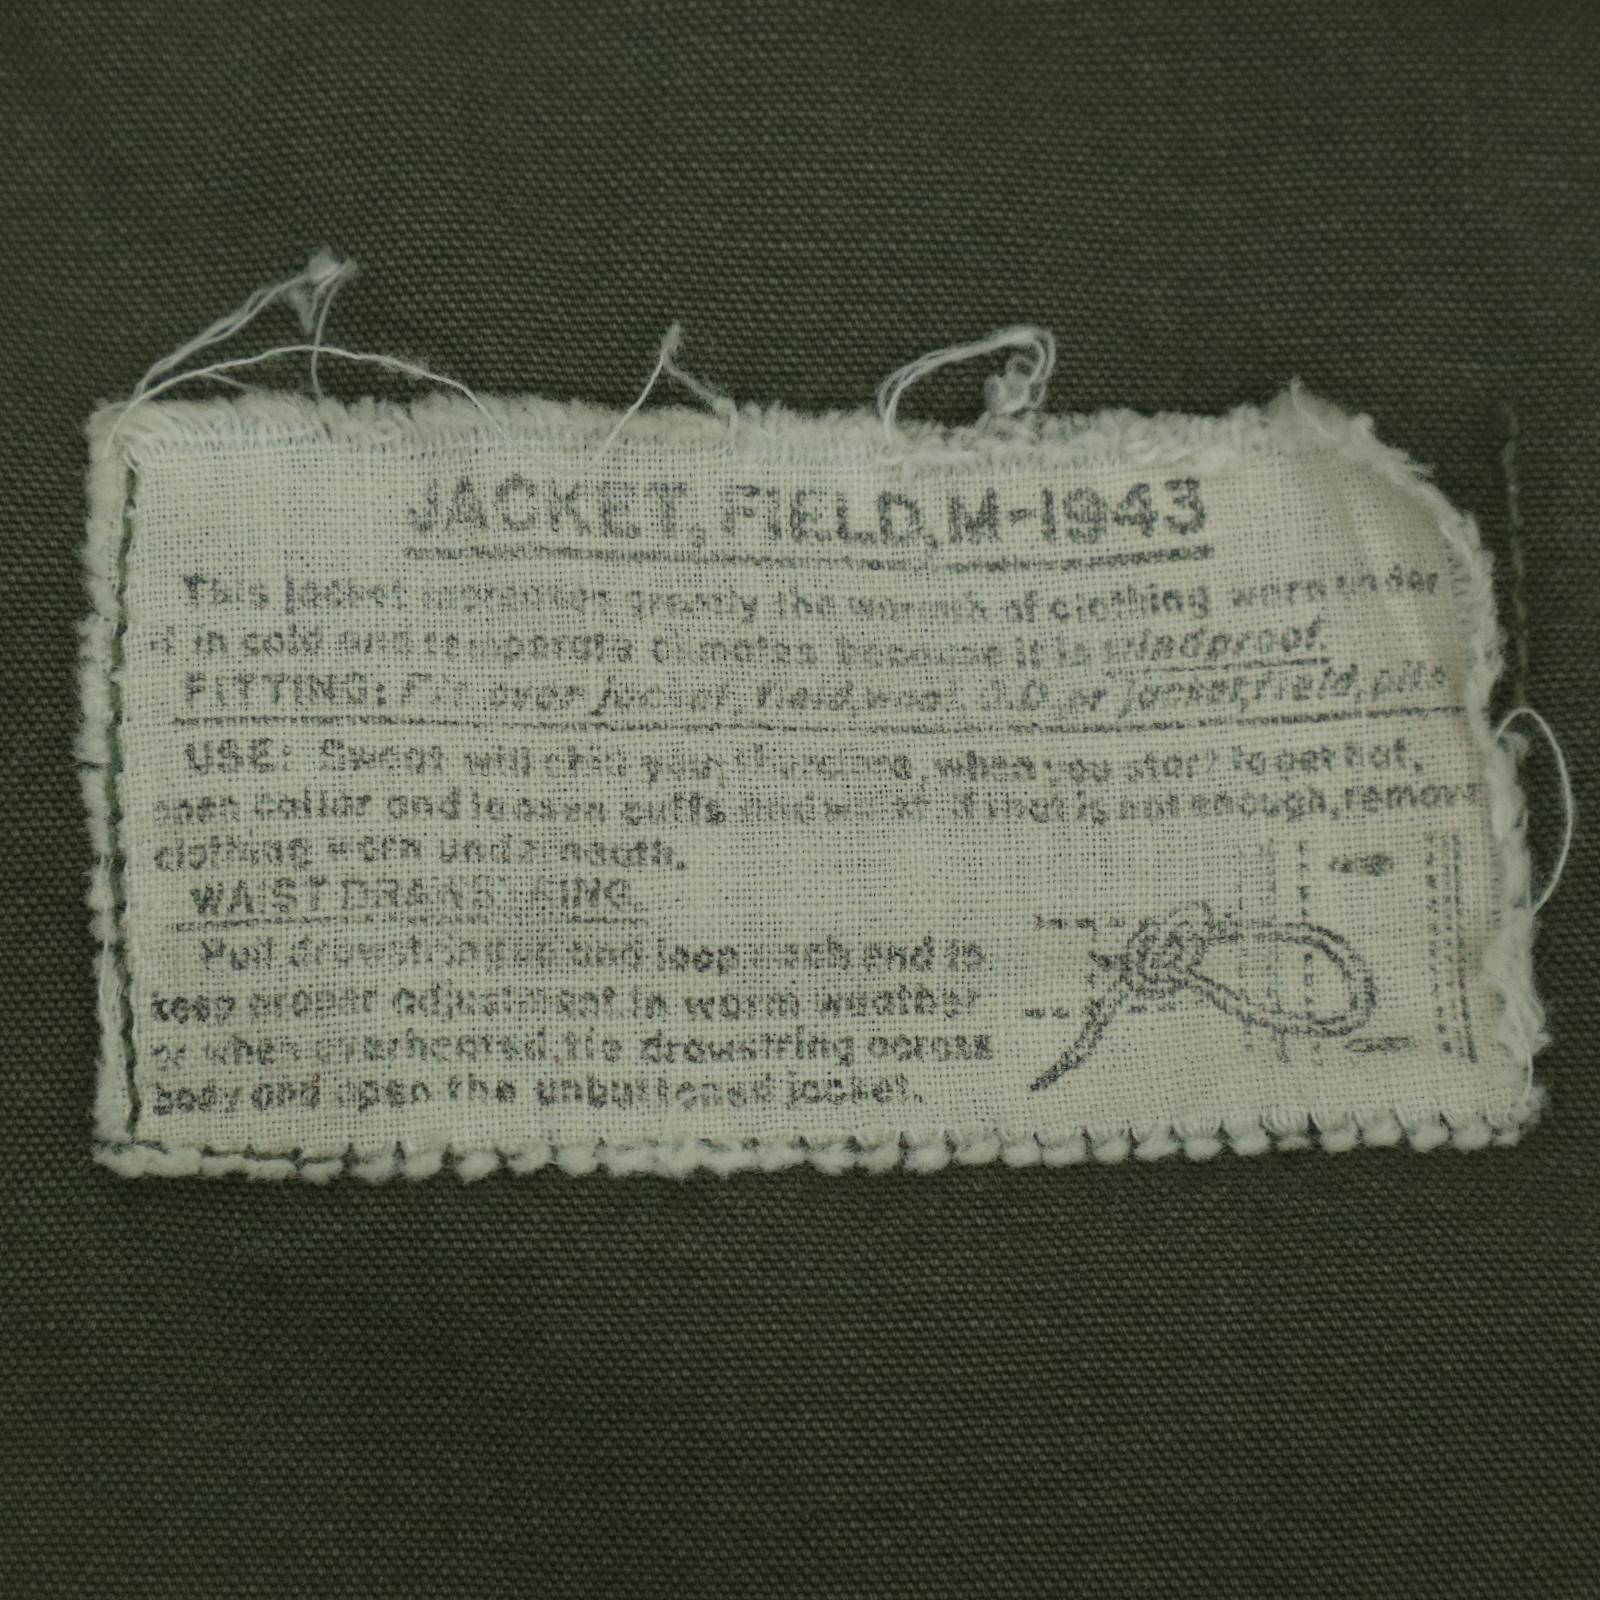 JACKET, FIELD, M-1943
This jacket increases greatly the warmth of clothing worn under
it in cold and temperate climates because it is windproof.
FITTING: Fit over jacket, field, wool, O.D., or jacket, field, pile
USE: Sweat will chill you, therefore, when you start to get hot,
open collar and loosen cuffs and waist. If that is not enough, remove
clothing worn underneath.
WAIST DRAWSTRING.
Pull drawstring and loop each end to
keep proper adjustment. In warm weather
or when overheated, tie drawstring across
body and open the unbuttoned jacket.